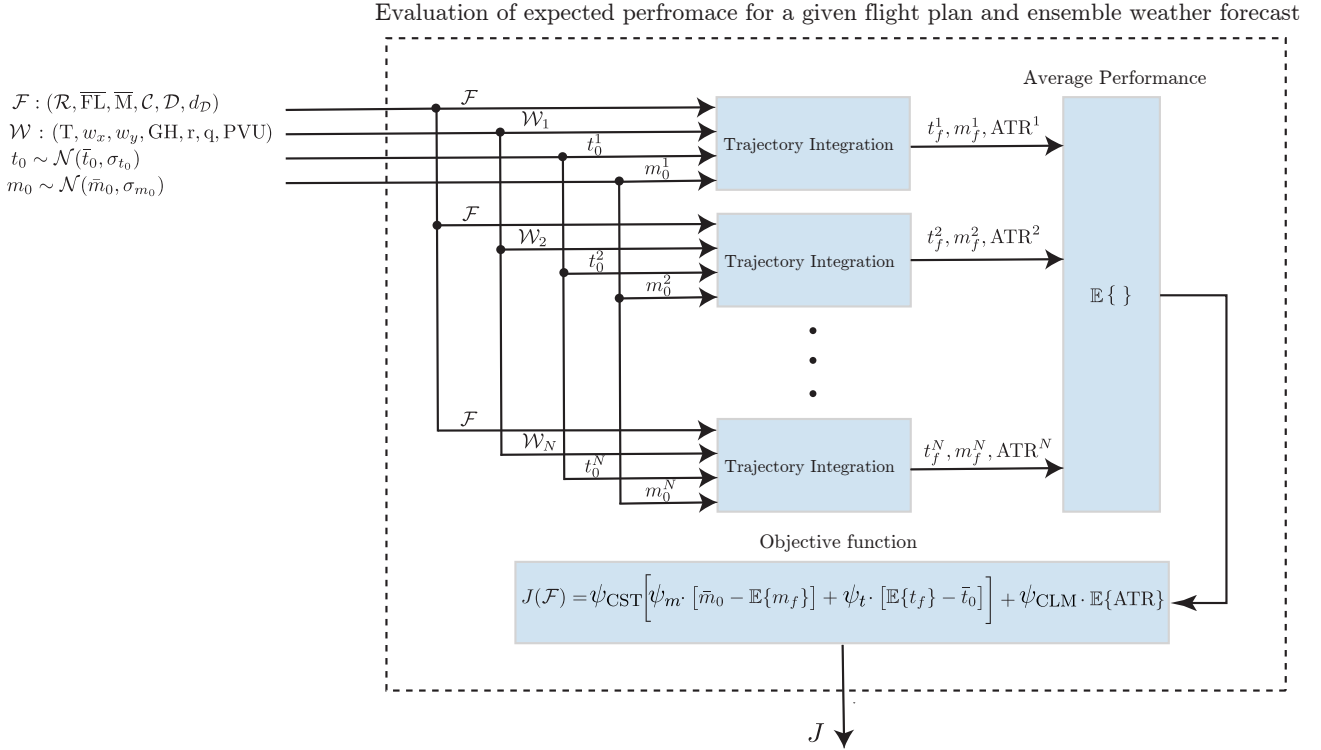 Evaluation of expected perfromace for a given flight plan and ensemble weather forecast
Average Performance
ℱ : (ℛ, F̅L̅, M̅, 𝒞, 𝒟, d_𝒟)
𝒲 : (T, w_x, w_y, GH, r, q, PVU)
t_0 ∼ 𝒩(t̄_0, σ_{t_0})
m_0 ∼ 𝒩(m̄_0, σ_{m_0})
ℱ
𝒲_1
t_0^1
m_0^1
Trajectory Integration
t_f^1, m_f^1, ATR^1
ℱ
𝒲_2
t_0^2
m_0^2
Trajectory Integration
t_f^2, m_f^2, ATR^2
𝔼{ }
ℱ
𝒲_N
t_0^N
m_0^N
Trajectory Integration
t_f^N, m_f^N, ATR^N
Objective function
J(ℱ) = ψ_CST[ψ_m · [m̄_0 − 𝔼{m_f}] + ψ_t · [𝔼{t_f} − t̄_0]] + ψ_CLM · 𝔼{ATR}
J